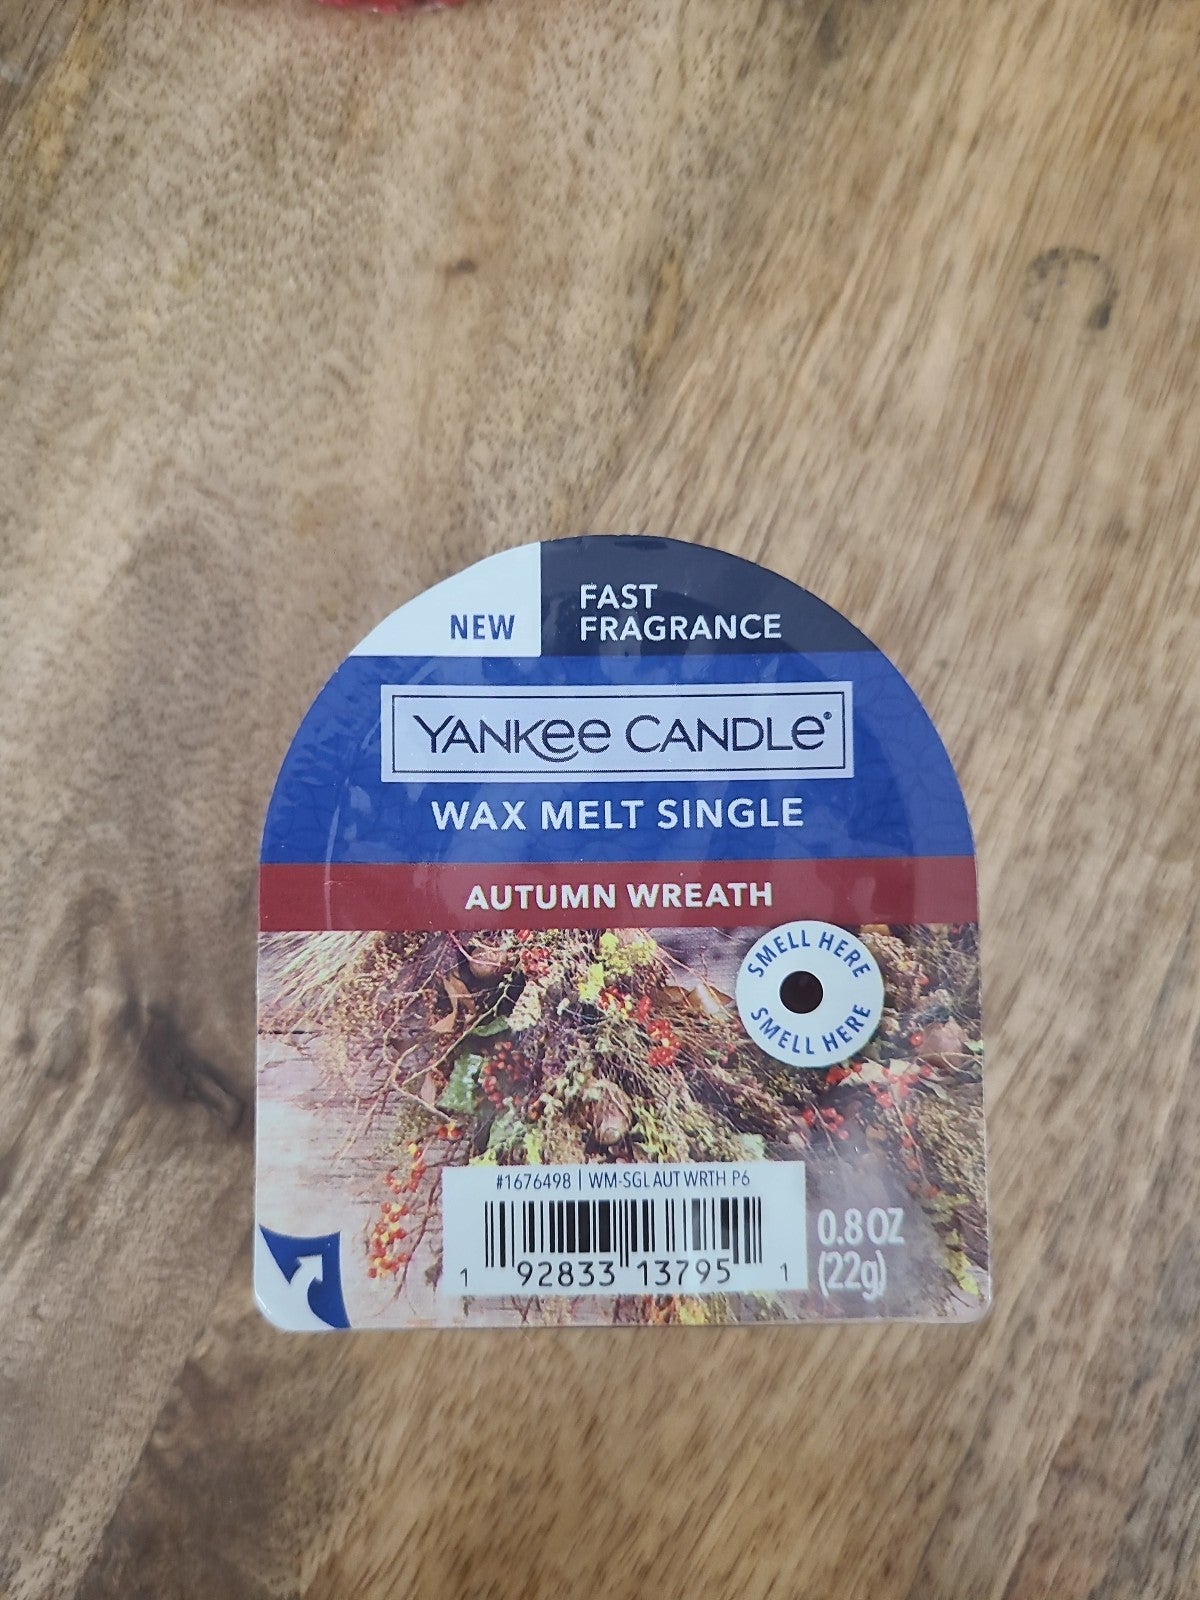 NEW
FAST
FRAGRANCE
YANKEE CANDLE®
WAX MELT SINGLE
AUTUMN WREATH
SMELL HERE
SMELL HERE
#1676498 | WM-SGL AUT WRTH P6
1 92833 13795 1
0.8 OZ
(22g)